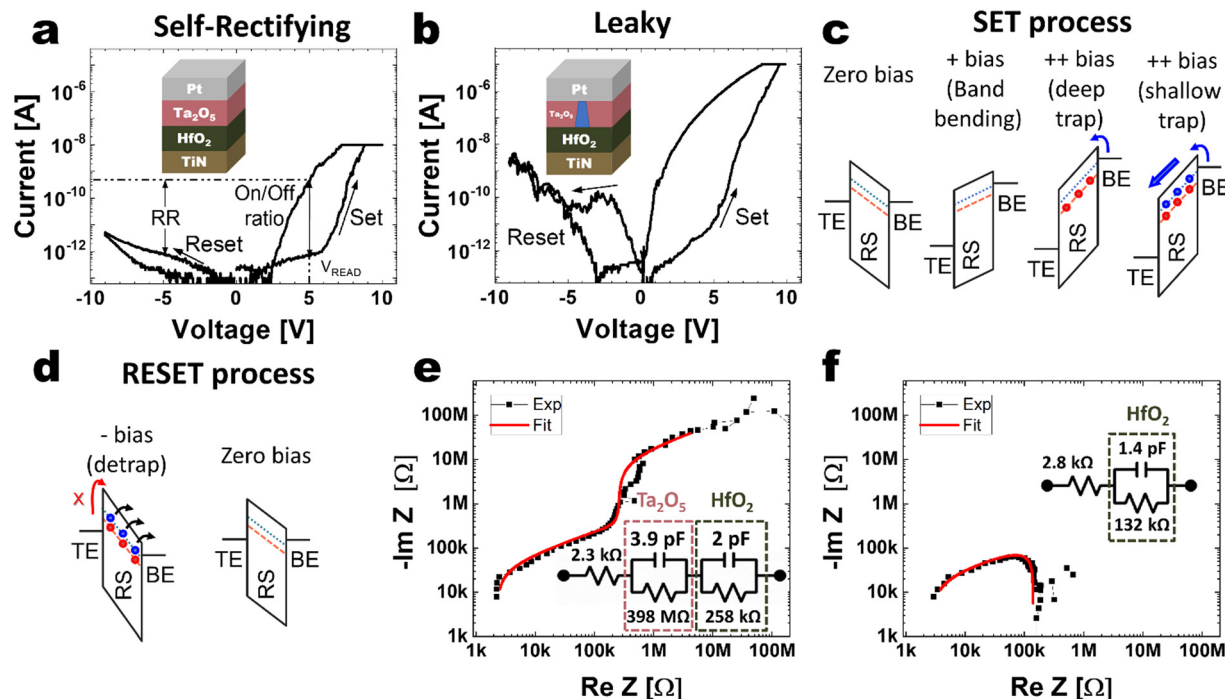 a
Self-Rectifying
Current [A]
10⁻⁶
10⁻⁸
10⁻¹⁰
10⁻¹²
Pt
Ta₂O₅
HfO₂
TiN
On/Off
ratio
RR
Reset
Set
V_READ
-10 -5 0 5 10
Voltage [V]
b
Leaky
Current [A]
10⁻⁶
10⁻⁸
10⁻¹⁰
10⁻¹²
Pt
Ta₂O₅
HfO₂
TiN
Reset
Set
-10 -5 0 5 10
Voltage [V]
c
SET process
Zero bias
TE
RS
BE
+ bias
(Band
bending)
TE
RS
BE
++ bias
(deep
trap)
TE
RS
BE
++ bias
(shallow
trap)
TE
RS
BE
d
RESET process
- bias
(detrap)
X
TE
RS
BE
Zero bias
TE
RS
BE
e
-Im Z [Ω]
100M
10M
1M
100k
10k
1k
Exp
Fit
Ta₂O₅ HfO₂
2.3 kΩ
3.9 pF
398 MΩ
2 pF
258 kΩ
1k 10k 100k 1M 10M 100M
Re Z [Ω]
f
-Im Z [Ω]
100M
10M
1M
100k
10k
1k
Exp
Fit
HfO₂
2.8 kΩ
1.4 pF
132 kΩ
1k 10k 100k 1M 10M 100M
Re Z [Ω]